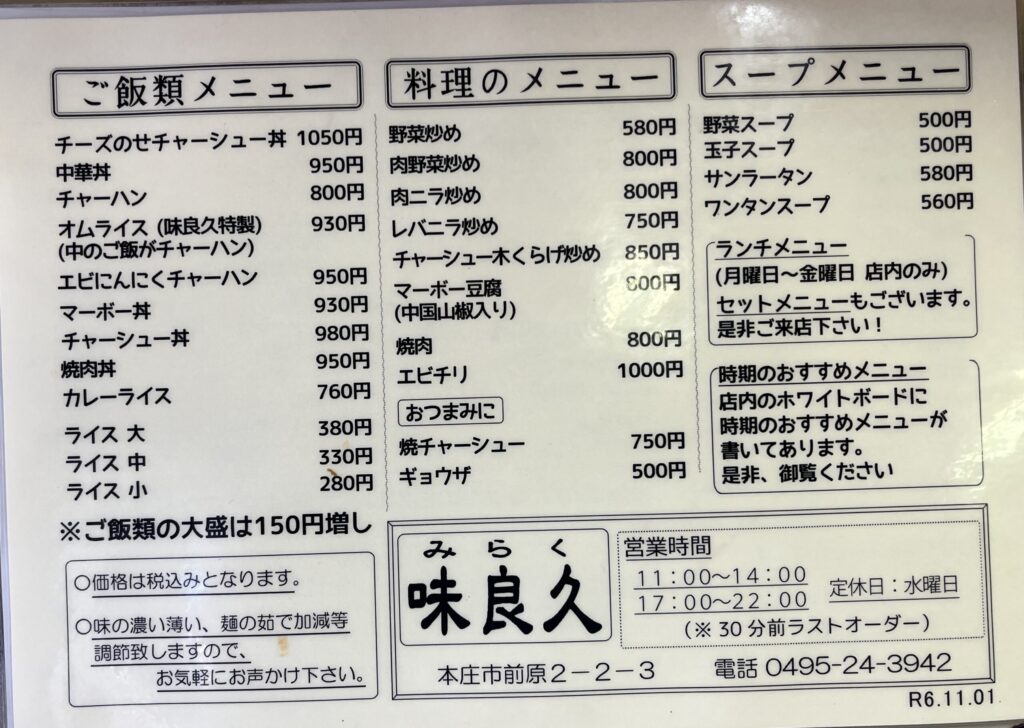 ご飯類メニュー
チーズのせチャーシュー丼 1050円
中華丼 950円
チャーハン 800円
オムライス (味良久特製) 930円
(中のご飯がチャーハン)
エビにんにくチャーハン 950円
マーボー丼 930円
チャーシュー丼 980円
焼肉丼 950円
カレーライス 760円
ライス 大 380円
ライス 中 330円
ライス 小 280円
※ご飯類の大盛は150円増し
○価格は税込みとなります。
○味の濃い薄い、麺の茹で加減等
調節致しますので、
お気軽にお声かけ下さい。
料理のメニュー
野菜炒め 580円
肉野菜炒め 800円
肉ニラ炒め 800円
レバニラ炒め 750円
チャーシュー木くらげ炒め 850円
マーボー豆腐 800円
(中国山椒入り)
焼肉 800円
エビチリ 1000円
おつまみに
焼チャーシュー 750円
ギョウザ 500円
スープメニュー
野菜スープ 500円
玉子スープ 500円
サンラータン 580円
ワンタンスープ 560円
ランチメニュー
(月曜日～金曜日 店内のみ)
セットメニューもございます。
是非ご来店下さい！
時期のおすすめメニュー
店内のホワイトボードに
時期のおすすめメニューが
書いてあります。
是非、御覧ください
みらく
味良久
営業時間
11：00～14：00
17：00～22：00
定休日：水曜日
（※30分前ラストオーダー）
本庄市前原2－2－3 電話 0495-24-3942
R6.11.01